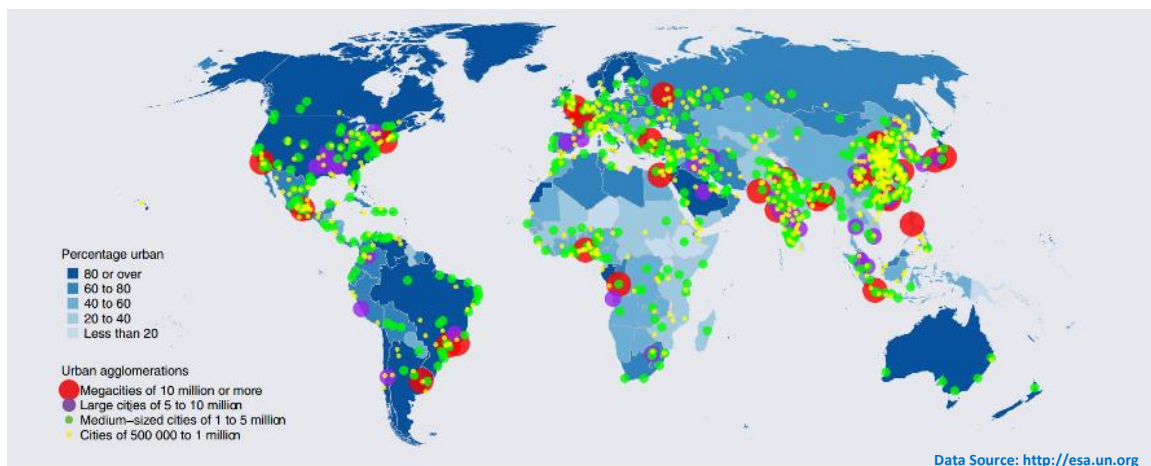 Percentage urban
80 or over
60 to 80
40 to 60
20 to 40
Less than 20
Urban agglomerations
Megacities of 10 million or more
Large cities of 5 to 10 million
Medium−sized cities of 1 to 5 million
Cities of 500 000 to 1 million
Data Source: http://esa.un.org